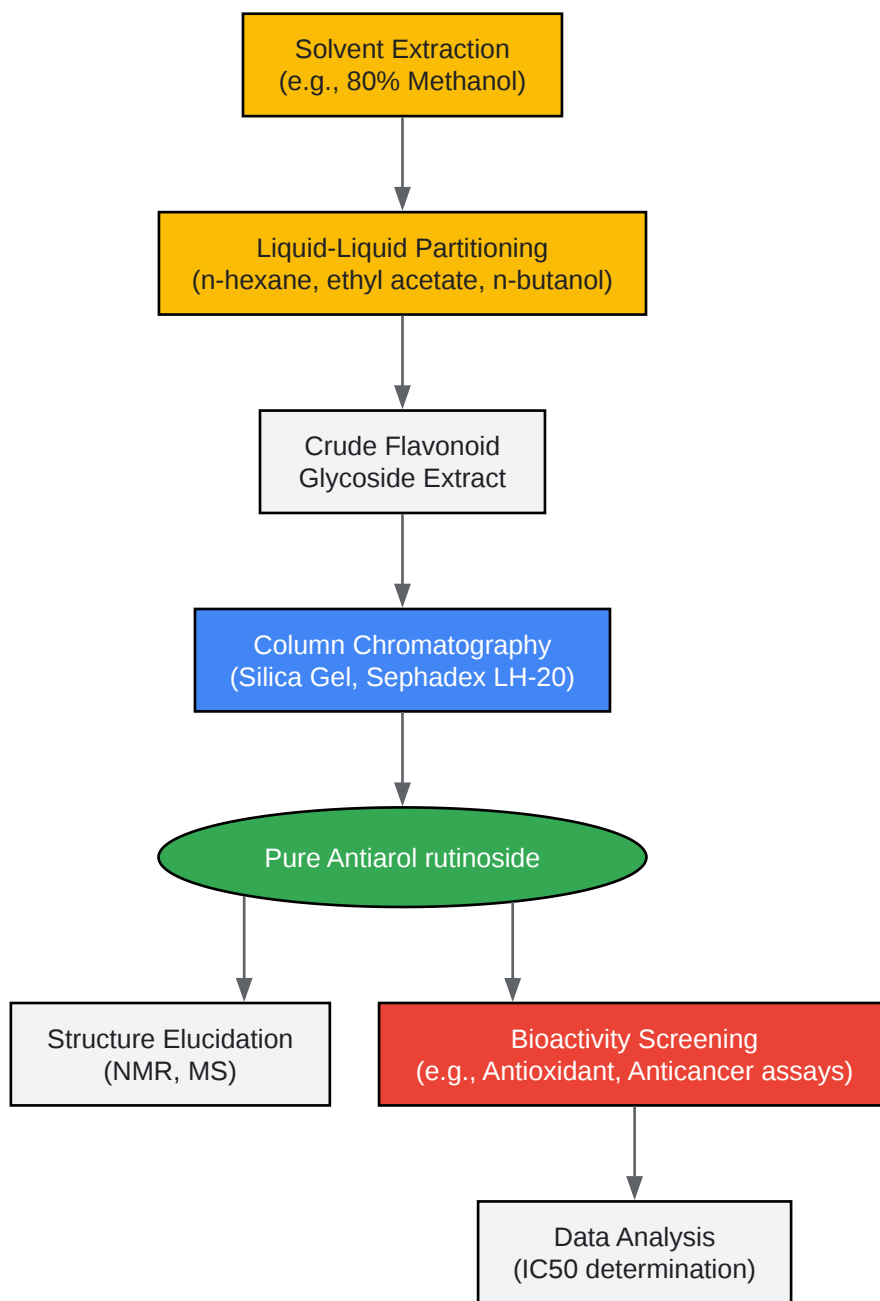 Solvent Extraction
(e.g., 80% Methanol)
Liquid-Liquid Partitioning
(n-hexane, ethyl acetate, n-butanol)
Crude Flavonoid
Glycoside Extract
Column Chromatography
(Silica Gel, Sephadex LH-20)
Pure Antiarol rutinoside
Structure Elucidation
(NMR, MS)
Bioactivity Screening
(e.g., Antioxidant, Anticancer assays)
Data Analysis
(IC50 determination)